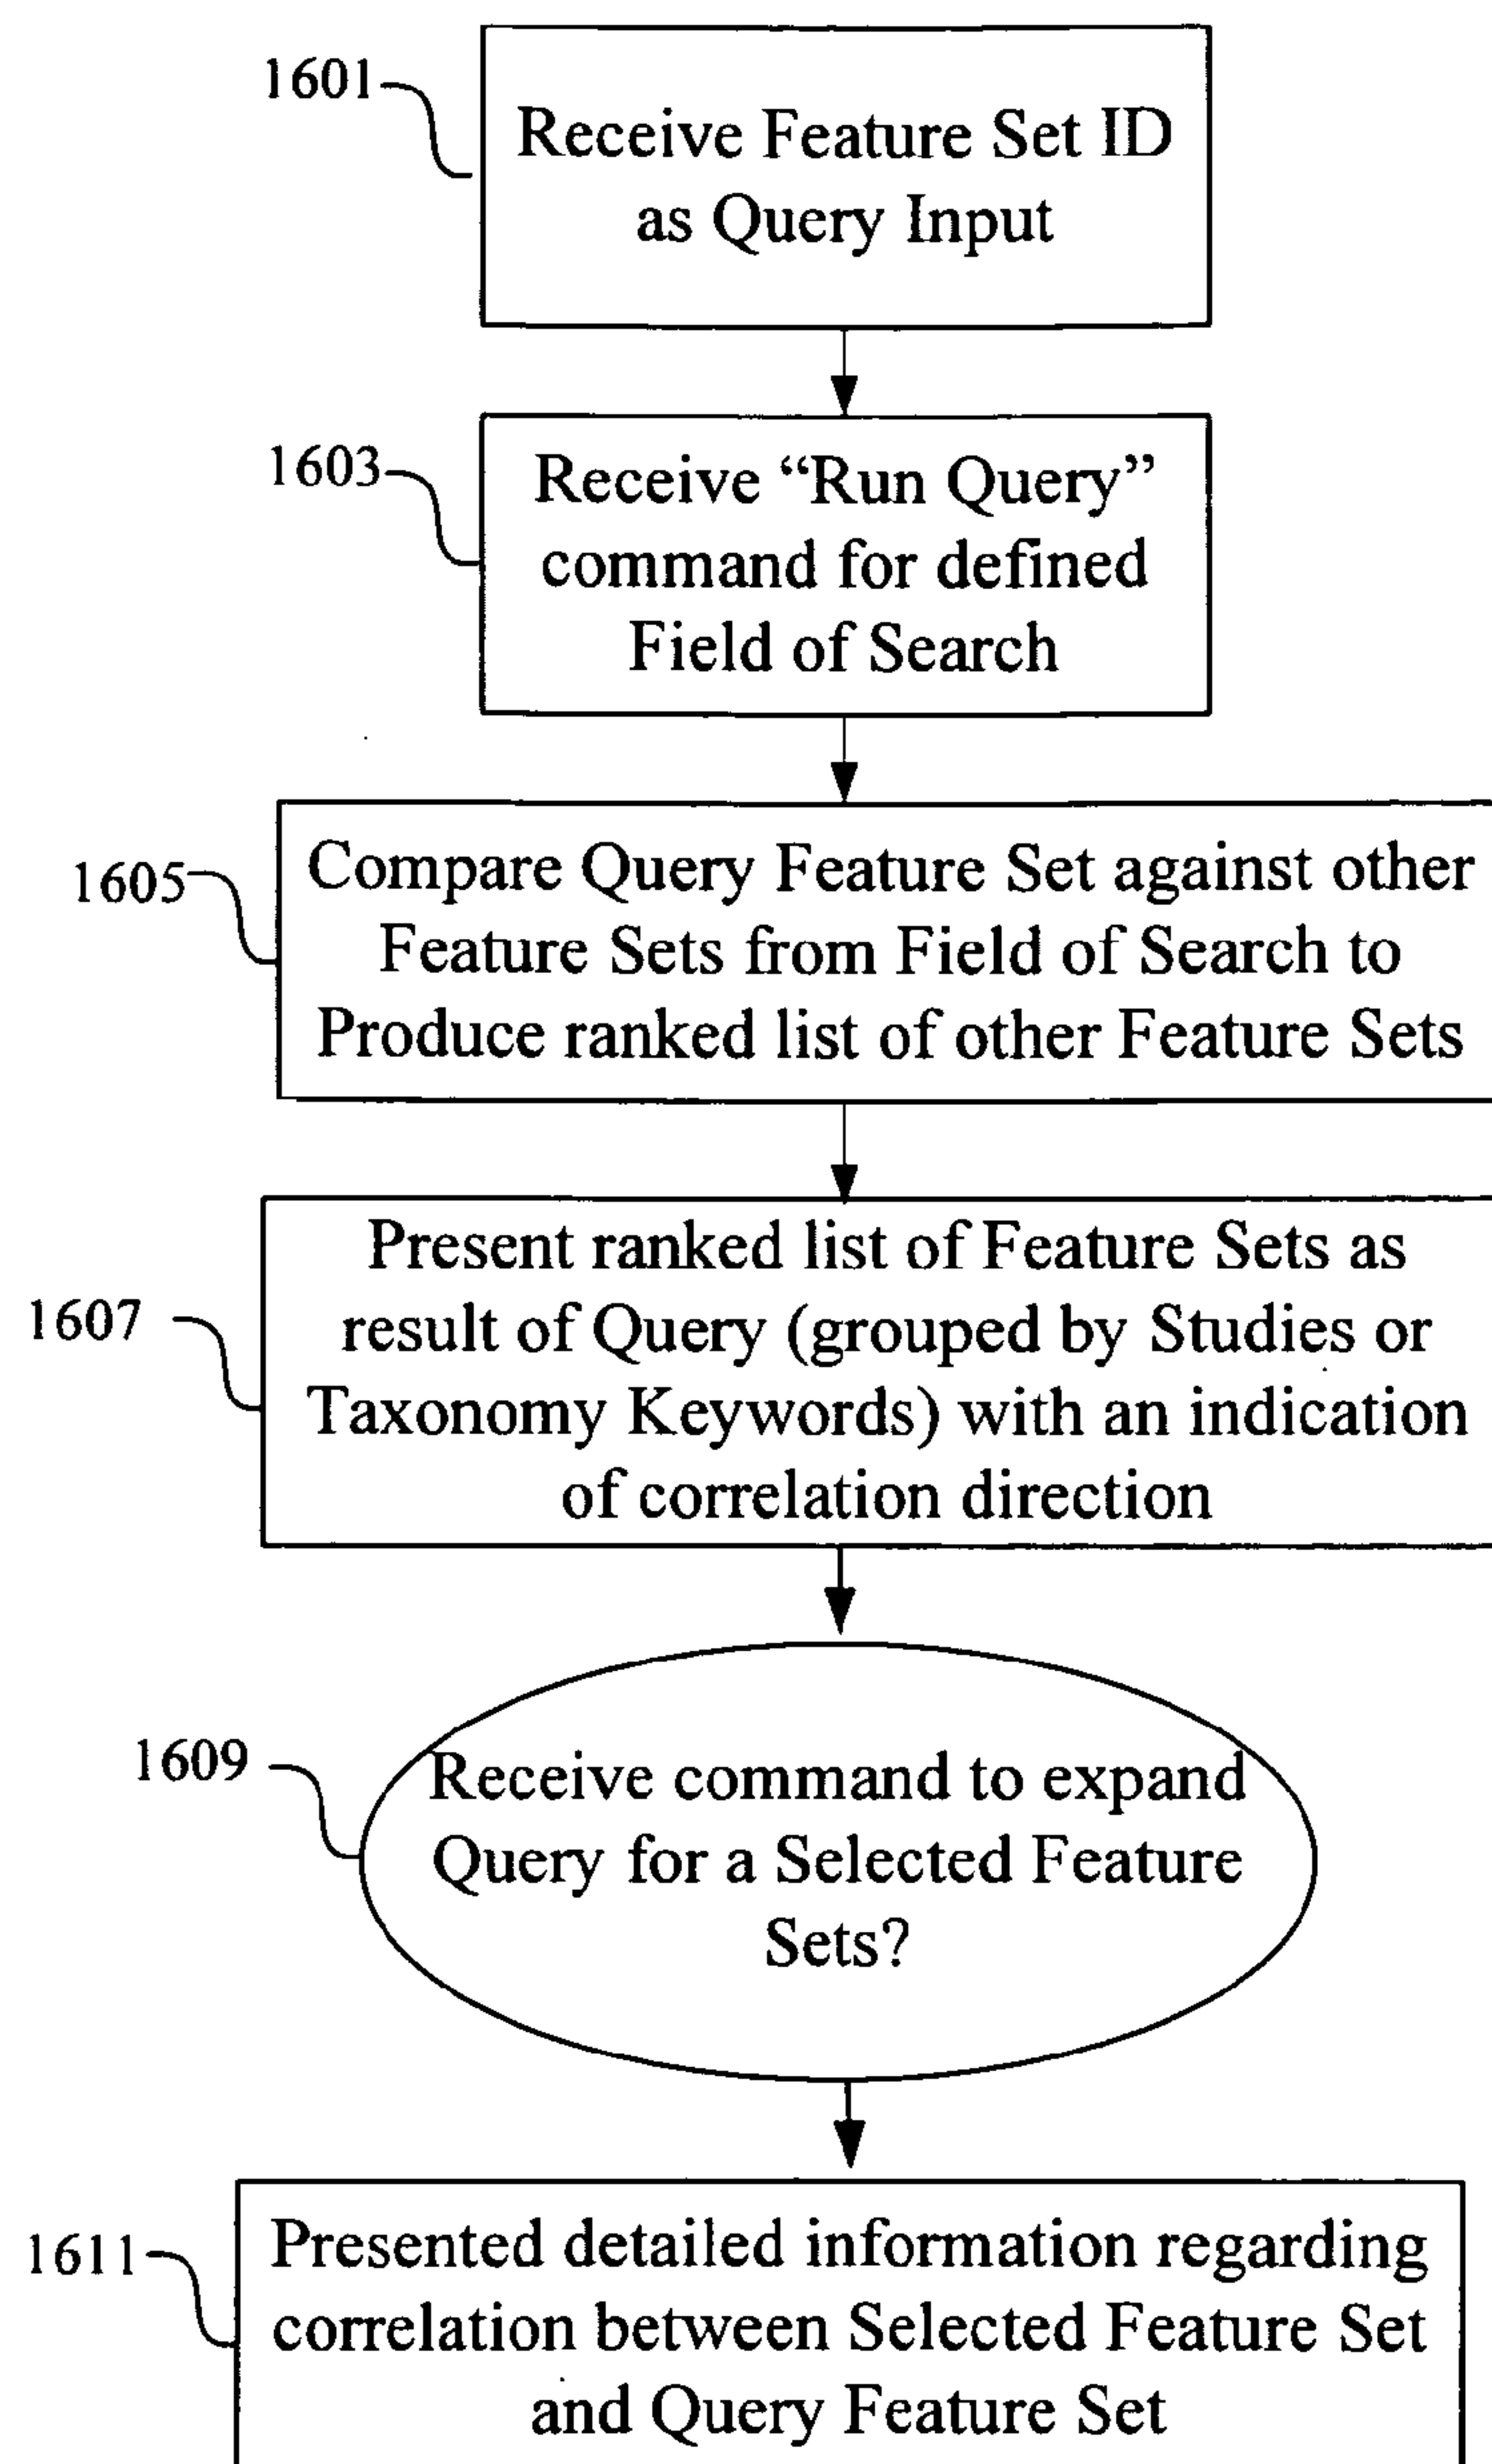 1601
Receive Feature Set ID
as Query Input
1603
Receive “Run Query”
command for defined
Field of Search
1605
Compare Query Feature Set against other
Feature Sets from Field of Search to
Produce ranked list of other Feature Sets
1607
Present ranked list of Feature Sets as
result of Query (grouped by Studies or
Taxonomy Keywords) with an indication
of correlation direction
1609
Receive command to expand
Query for a Selected Feature
Sets?
1611
Presented detailed information regarding
correlation between Selected Feature Set
and Query Feature Set